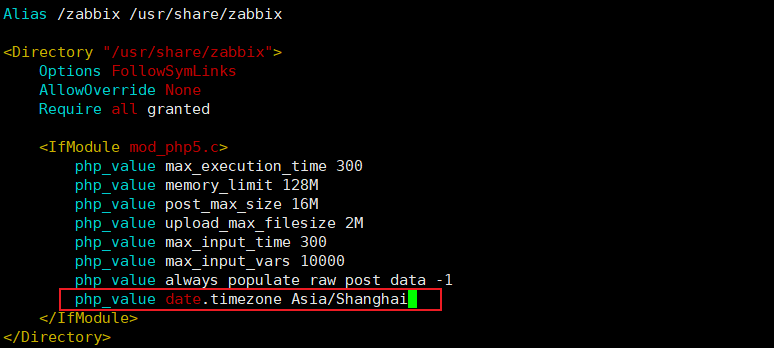 Alias /zabbix /usr/share/zabbix
<Directory "/usr/share/zabbix">
Options FollowSymLinks
AllowOverride None
Require all granted
<IfModule mod_php5.c>
php_value max_execution_time 300
php_value memory_limit 128M
php_value post_max_size 16M
php_value upload_max_filesize 2M
php_value max_input_time 300
php_value max_input_vars 10000
php_value always_populate_raw_post_data -1
php_value date.timezone Asia/Shanghai
</IfModule>
</Directory>